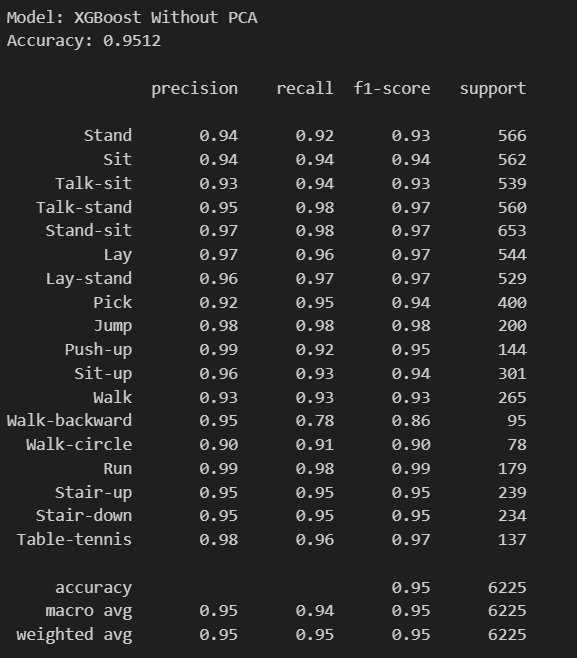 Model: XGBoost Without PCA
Accuracy: 0.9512
precision recall f1-score support
Stand 0.94 0.92 0.93 566
Sit 0.94 0.94 0.94 562
Talk-sit 0.93 0.94 0.93 539
Talk-stand 0.95 0.98 0.97 560
Stand-sit 0.97 0.98 0.97 653
Lay 0.97 0.96 0.97 544
Lay-stand 0.96 0.97 0.97 529
Pick 0.92 0.95 0.94 400
Jump 0.98 0.98 0.98 200
Push-up 0.99 0.92 0.95 144
Sit-up 0.96 0.93 0.94 301
Walk 0.93 0.93 0.93 265
Walk-backward 0.95 0.78 0.86 95
Walk-circle 0.90 0.91 0.90 78
Run 0.99 0.98 0.99 179
Stair-up 0.95 0.95 0.95 239
Stair-down 0.95 0.95 0.95 234
Table-tennis 0.98 0.96 0.97 137
accuracy 0.95 6225
macro avg 0.95 0.94 0.95 6225
weighted avg 0.95 0.95 0.95 6225